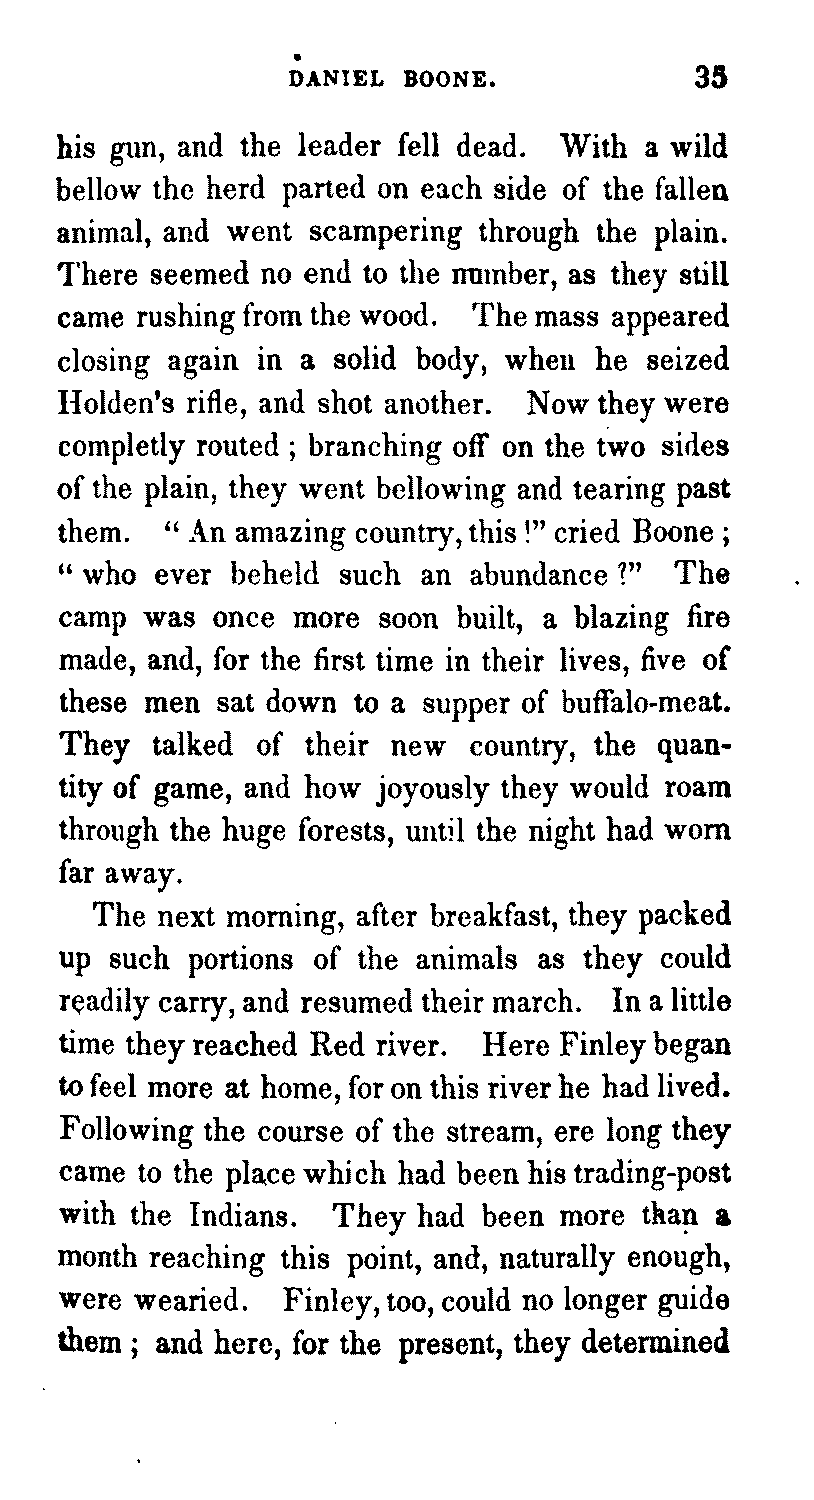 DANIEL BOONE. 35
his gun, and the leader fell dead. With a wild
bellow the herd parted on each side of the fallen
animal, and went scampering through the plain.
There seemed no end to the number, as they still
came rushing from the wood. The mass appeared
closing again in a solid body, when he seized
Holden's rifle, and shot another. Now they were
completly routed ; branching off on the two sides
of the plain, they went bellowing and tearing past
them. “ An amazing country, this !” cried Boone ;
“ who ever beheld such an abundance ?” The
camp was once more soon built, a blazing fire
made, and, for the first time in their lives, five of
these men sat down to a supper of buffalo-meat.
They talked of their new country, the quan-
tity of game, and how joyously they would roam
through the huge forests, until the night had worn
far away.
The next morning, after breakfast, they packed
up such portions of the animals as they could
readily carry, and resumed their march. In a little
time they reached Red river. Here Finley began
to feel more at home, for on this river he had lived.
Following the course of the stream, ere long they
came to the place which had been his trading-post
with the Indians. They had been more than a
month reaching this point, and, naturally enough,
were wearied. Finley, too, could no longer guide
them ; and here, for the present, they determined